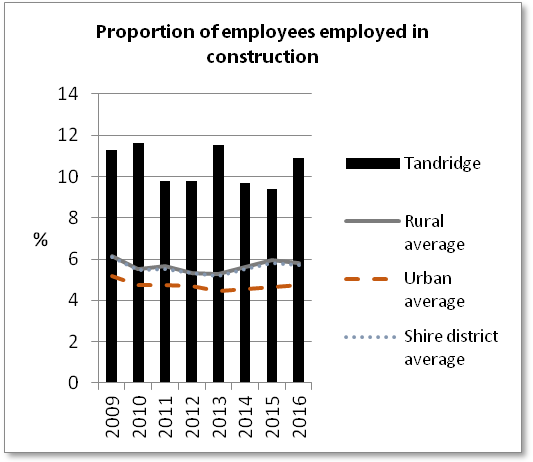 Proportion of employees employed in
construction
14
12
10
8
6
4
2
0
%
2009
2010
2011
2012
2013
2014
2015
2016
Tandridge
Rural
average
Urban
average
Shire district
average